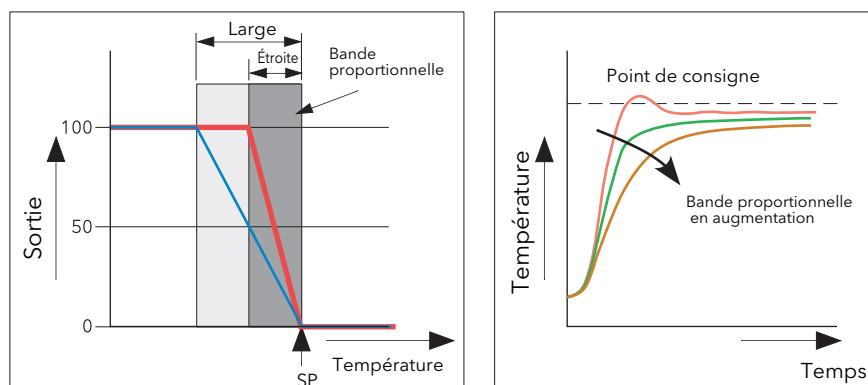 Large
Étroite
Bande
proportionnelle
100
50
0
Sortie
Température
SP
Point de consigne
Température
Bande proportionnelle
en augmentation
Temps